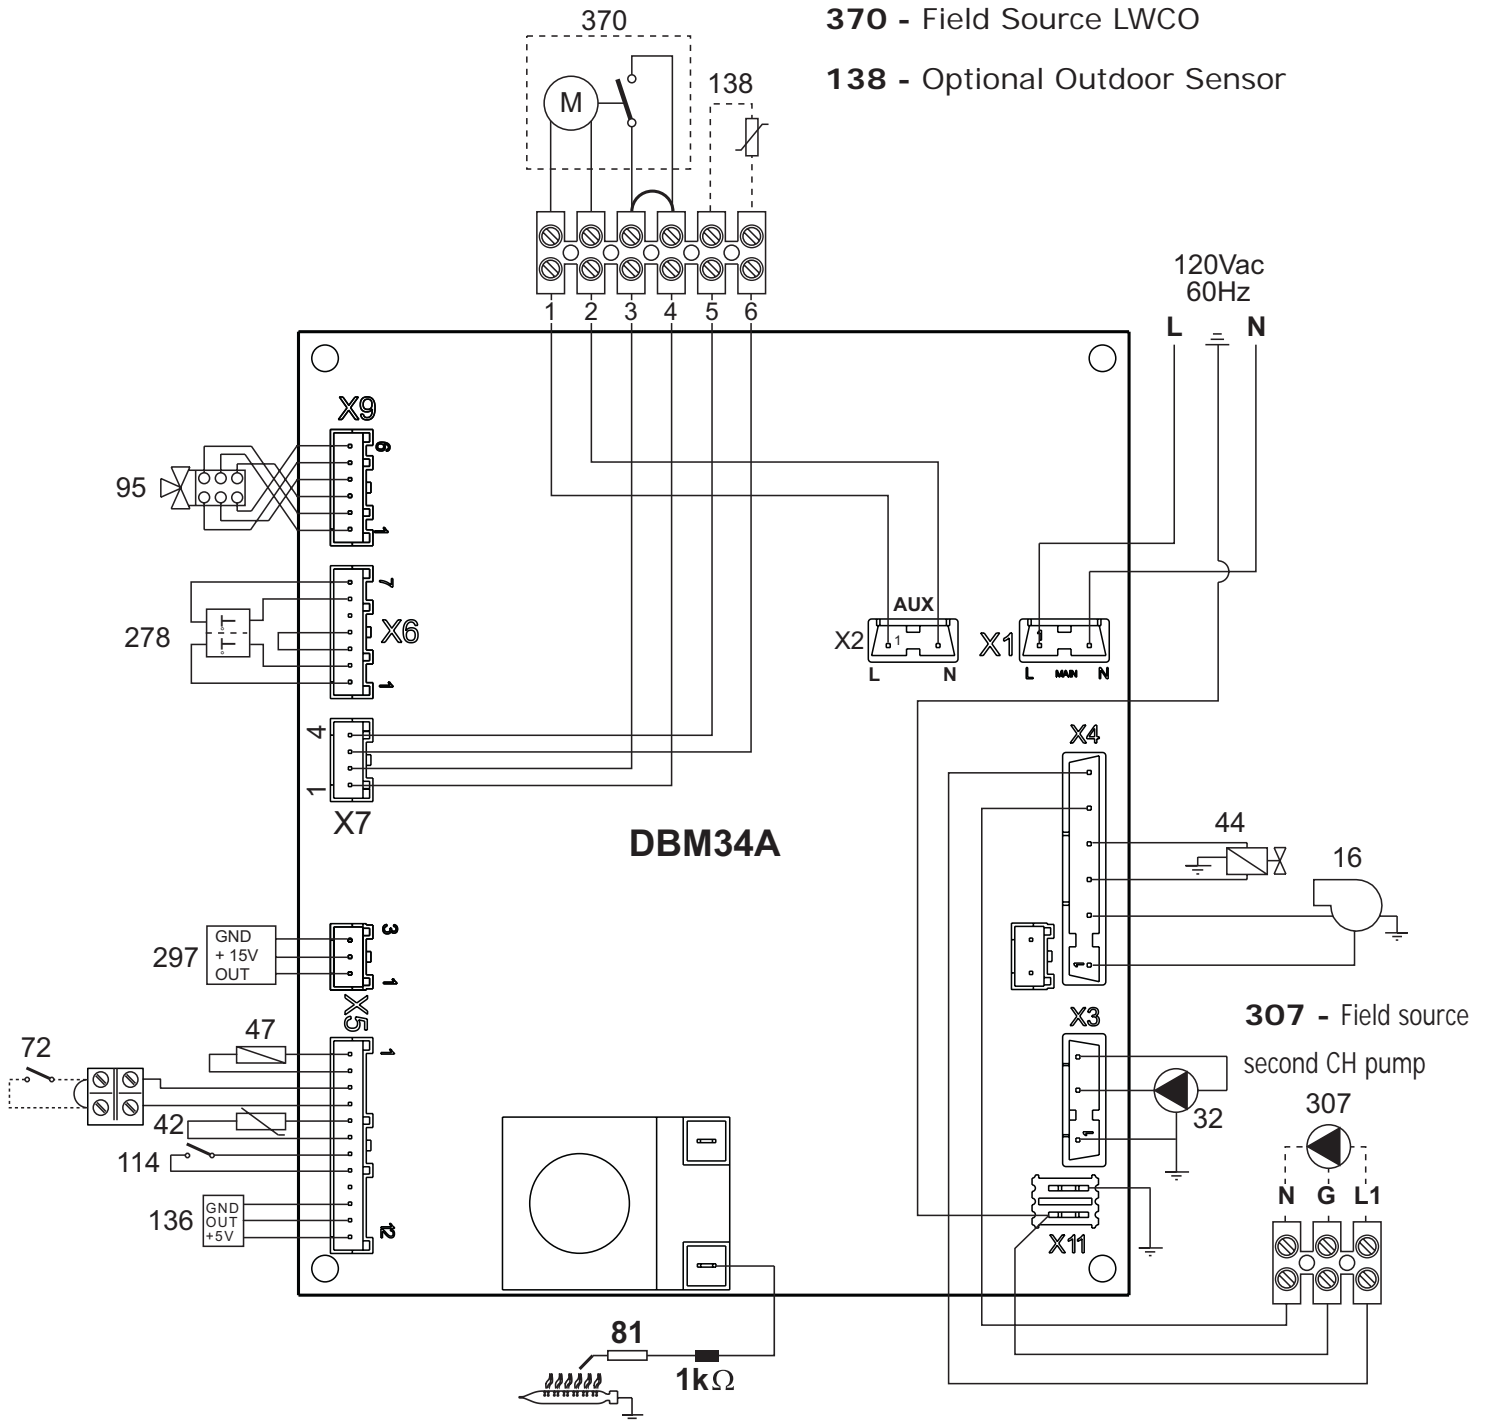 370
370 - Field Source LWCO
138 - Optional Outdoor Sensor
138
M
1 2 3 4 5 6
120Vac
60Hz
L N
X9
6
1
95
7
X6
1
278
AUX
X2
1
L N
X1
1
L MAIN N
4
1
X7
X4
DBM34A
44
16
1
3
1
297
GND
+ 15V
OUT
X5
X3
1
307 - Field source
second CH pump
307
32
47
1
72
42
114
136
GND
OUT
+5V
12
N G L1
X11
81
1kΩ